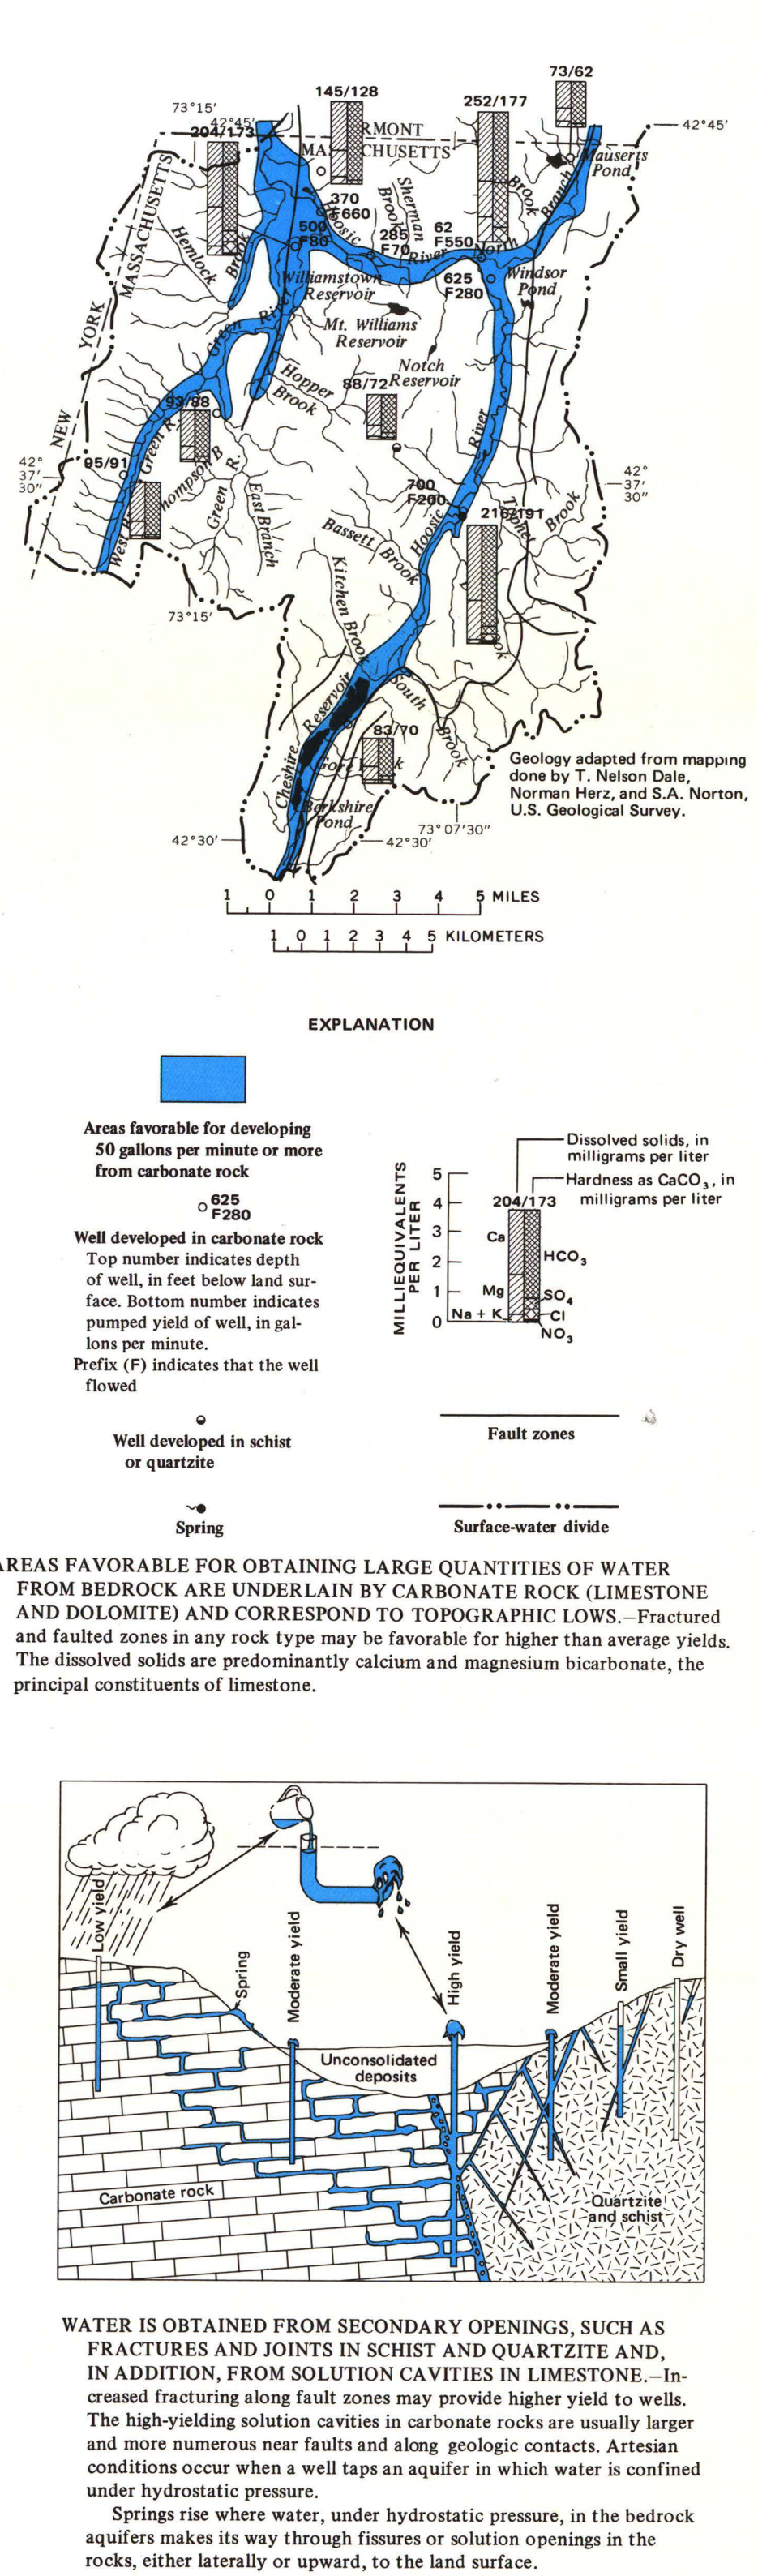 73/62
145/128
252/177
73°15′
42°45′
42°45′
204/173
VERMONT
MASSACHUSETTS
Mauserts
Pond
MASSACHUSETTS
Sherman
Brook
Brook
Branch
370
F660
Hoosic
500
F80
285
F70
62
F550
River
North
Hemlock
Brook
Williamstown
Reservoir
625
F280
Windsor
Pond
YORK
Green River
Mt. Williams
Reservoir
Notch
Reservoir
Hopper
Brook
88/72
93/88
NEW
Green R.
River
42°
37′
30″
95/91
Thompson B
Green R.
East Branch
700
F200
42°
37′
30″
216/191
Tophet Brook
Hoosic
Bassett Brook
West B
Kitchen Brook
73°15′
Reservoir
South
Brook
83/70
Cheshire
Berkshire
Pond
Geology adapted from mapping
done by T. Nelson Dale,
Norman Herz, and S.A. Norton,
U.S. Geological Survey.
73°07′30″
42°30′
42°30′
1 0 1 2 3 4 5 MILES
1 0 1 2 3 4 5 KILOMETERS
EXPLANATION
Areas favorable for developing
50 gallons per minute or more
from carbonate rock
625
F280
Well developed in carbonate rock
Top number indicates depth
of well, in feet below land sur-
face. Bottom number indicates
pumped yield of well, in gal-
lons per minute.
Prefix (F) indicates that the well
flowed
Well developed in schist
or quartzite
Spring
Dissolved solids, in
milligrams per liter
Hardness as CaCO3, in
milligrams per liter
204/173
MILLIEQUIVALENTS
PER LITER
5
4
3
2
1
0
Ca
Mg
Na + K
HCO3
SO4
Cl
NO3
Fault zones
Surface-water divide
AREAS FAVORABLE FOR OBTAINING LARGE QUANTITIES OF WATER
FROM BEDROCK ARE UNDERLAIN BY CARBONATE ROCK (LIMESTONE
AND DOLOMITE) AND CORRESPOND TO TOPOGRAPHIC LOWS.—Fractured
and faulted zones in any rock type may be favorable for higher than average yields.
The dissolved solids are predominantly calcium and magnesium bicarbonate, the
principal constituents of limestone.
Low yield
Spring
Moderate yield
High yield
Moderate yield
Small yield
Dry well
Unconsolidated
deposits
Carbonate rock
Quartzite
and schist
WATER IS OBTAINED FROM SECONDARY OPENINGS, SUCH AS
FRACTURES AND JOINTS IN SCHIST AND QUARTZITE AND,
IN ADDITION, FROM SOLUTION CAVITIES IN LIMESTONE.—In-
creased fracturing along fault zones may provide higher yield to wells.
The high-yielding solution cavities in carbonate rocks are usually larger
and more numerous near faults and along geologic contacts. Artesian
conditions occur when a well taps an aquifer in which water is confined
under hydrostatic pressure.
Springs rise where water, under hydrostatic pressure, in the bedrock
aquifers makes its way through fissures or solution openings in the
rocks, either laterally or upward, to the land surface.